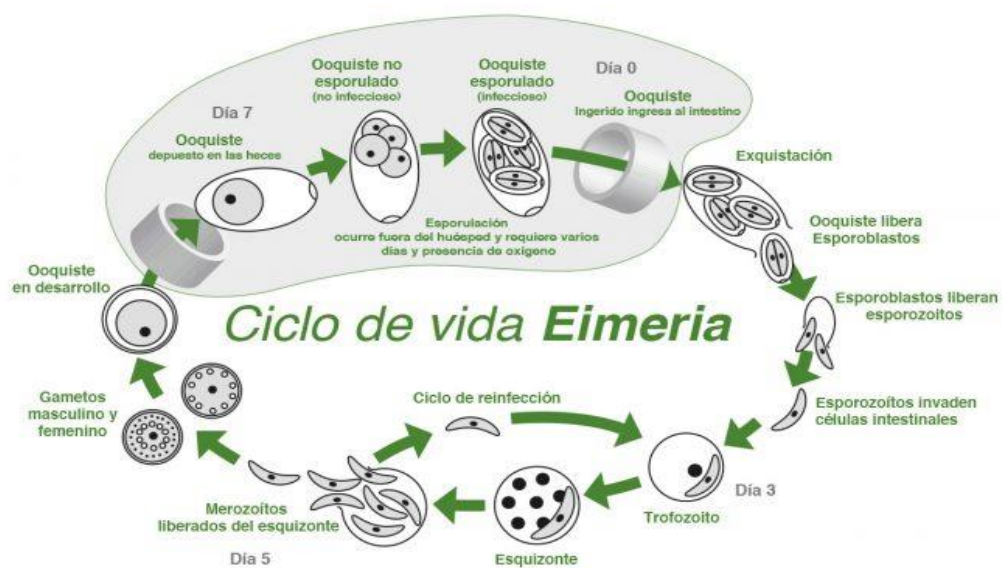 Ooquiste no
esporulado
(no infeccioso)
Ooquiste
esporulado
(infeccioso)
Día 0
Ooquiste
Ingerido ingresa al intestino
Día 7
Ooquiste
depuesto en las heces
Exquistación
Esporulación
ocurre fuera del huésped y requiere varios
días y presencia de oxígeno
Ooquiste libera
Esporoblastos
Ooquiste
en desarrollo
Esporoblastos liberan
esporozoitos
Ciclo de vida Eimeria
Gametos
masculino y
femenino
Ciclo de reinfección
Esporozoítos invaden
células intestinales
Día 3
Trofozoito
Merozoítos
liberados del esquizonte
Día 5
Esquizonte